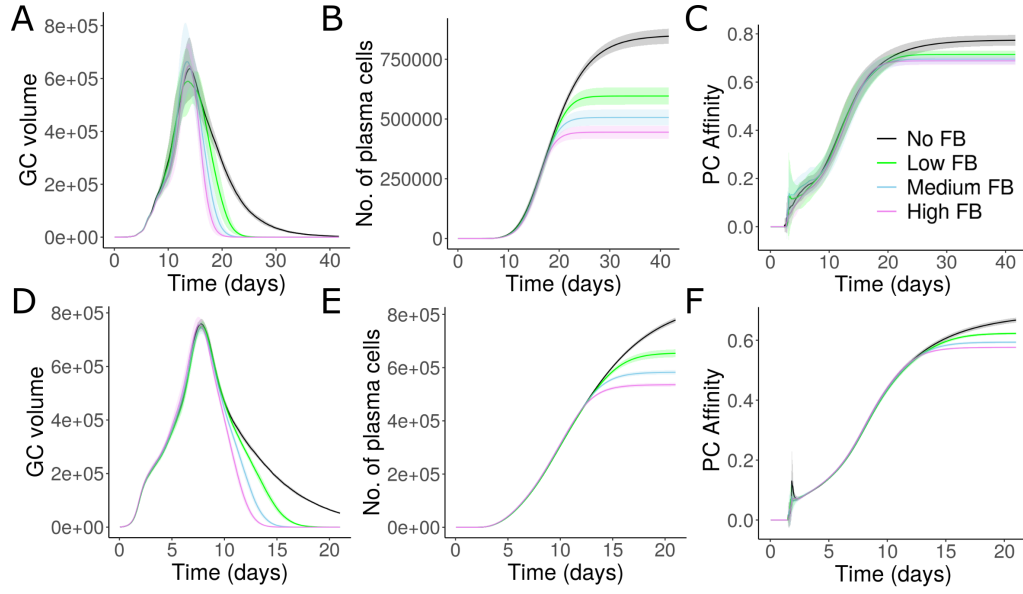 A
GC volume
8e+05
6e+05
4e+05
2e+05
0e+00
0 10 20 30 40
Time (days)
B
No. of plasma cells
750000
500000
250000
0
0 10 20 30 40
Time (days)
C
PC Affinity
0.8
0.6
0.4
0.2
0.0
0 10 20 30 40
Time (days)
No FB
Low FB
Medium FB
High FB
D
GC volume
8e+05
6e+05
4e+05
2e+05
0e+00
0 5 10 15 20
Time (days)
E
No. of plasma cells
8e+05
6e+05
4e+05
2e+05
0e+00
0 5 10 15 20
Time (days)
F
PC Affinity
0.6
0.4
0.2
0.0
0 5 10 15 20
Time (days)